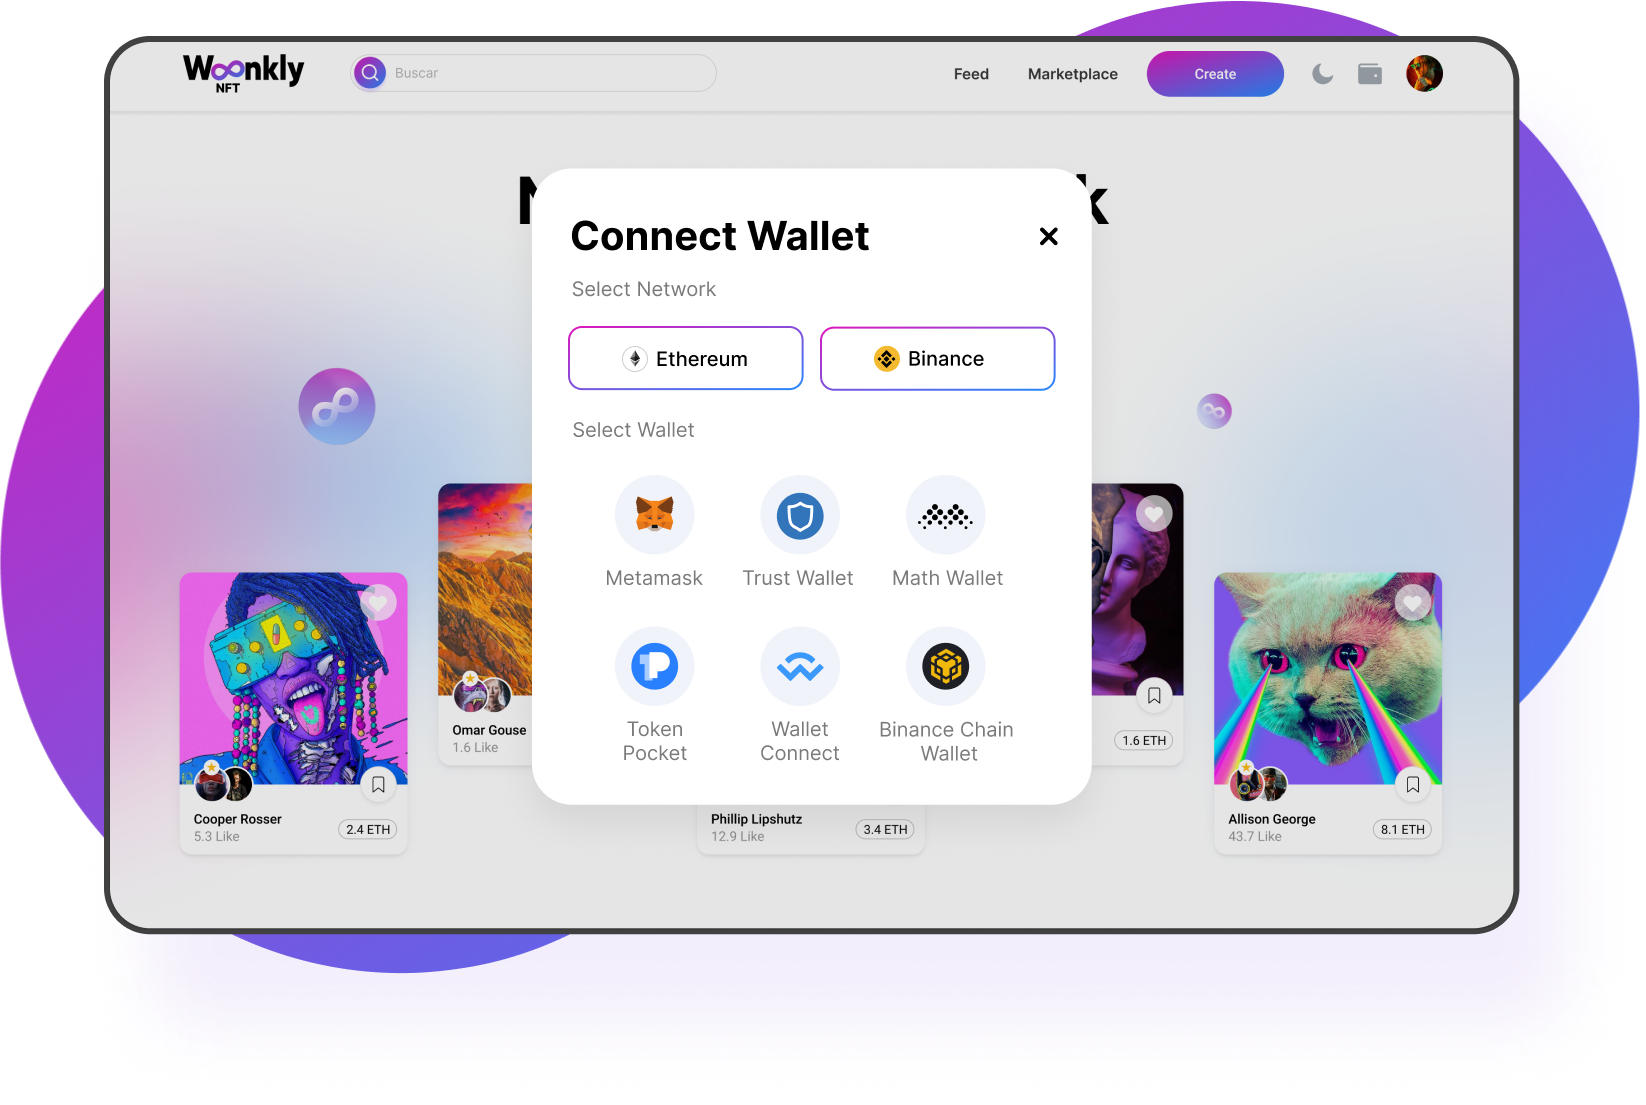 Woonkly
NFT
Buscar
Feed
Marketplace
Create
Connect Wallet
Select Network
Ethereum
Binance
Select Wallet
Metamask
Trust Wallet
Math Wallet
Token
Pocket
Wallet
Connect
Binance Chain
Wallet
Omar Gouse
1.6 Like
1.6 ETH
Cooper Rosser
5.3 Like
2.4 ETH
Phillip Lipshutz
12.9 Like
3.4 ETH
Allison George
43.7 Like
8.1 ETH